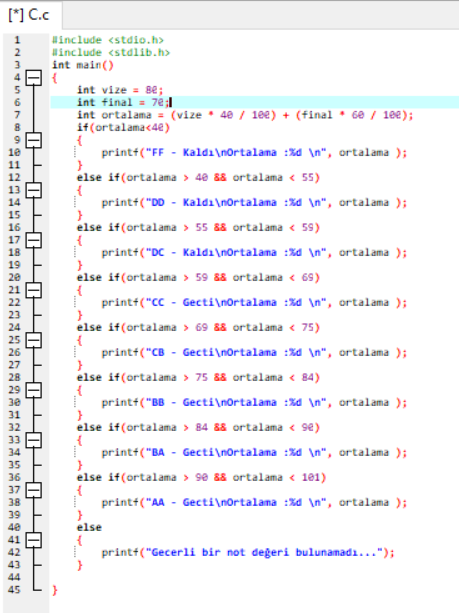 [*] C.c
1 #include <stdio.h>
2 #include <stdlib.h>
3 int main()
4 {
5 int vize = 80;
6 int final = 70;
7 int ortalama = (vize * 40 / 100) + (final * 60 / 100);
8 if(ortalama<40)
9 {
10 printf("FF - Kaldı\nOrtalama :%d \n", ortalama );
11 }
12 else if(ortalama > 40 && ortalama < 55)
13 {
14 printf("DD - Kaldı\nOrtalama :%d \n", ortalama );
15 }
16 else if(ortalama > 55 && ortalama < 59)
17 {
18 printf("DC - Kaldı\nOrtalama :%d \n", ortalama );
19 }
20 else if(ortalama > 59 && ortalama < 69)
21 {
22 printf("CC - Gecti\nOrtalama :%d \n", ortalama );
23 }
24 else if(ortalama > 69 && ortalama < 75)
25 {
26 printf("CB - Gecti\nOrtalama :%d \n", ortalama );
27 }
28 else if(ortalama > 75 && ortalama < 84)
29 {
30 printf("BB - Gecti\nOrtalama :%d \n", ortalama );
31 }
32 else if(ortalama > 84 && ortalama < 90)
33 {
34 printf("BA - Gecti\nOrtalama :%d \n", ortalama );
35 }
36 else if(ortalama > 90 && ortalama < 101)
37 {
38 printf("AA - Gecti\nOrtalama :%d \n", ortalama );
39 }
40 else
41 {
42 printf("Gecerli bir not değeri bulunamadı...");
43 }
44
45 }